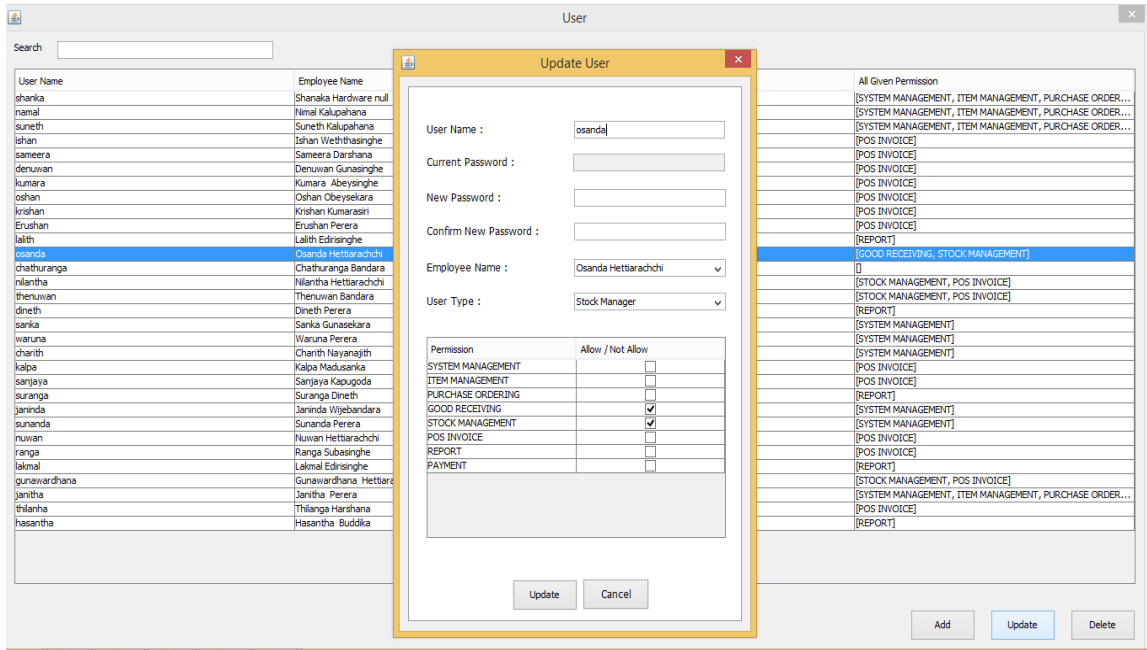 User
Search
User Name Employee Name All Given Permission
shanka Shanaka Hardware null [SYSTEM MANAGEMENT, ITEM MANAGEMENT, PURCHASE ORDER...
namal Nimal Kalupahana [SYSTEM MANAGEMENT, ITEM MANAGEMENT, PURCHASE ORDER...
suneth Suneth Kalupahana [SYSTEM MANAGEMENT, ITEM MANAGEMENT, PURCHASE ORDER...
ishan Ishan Weththasinghe [POS INVOICE]
sameera Sameera Darshana [POS INVOICE]
denuwan Denuwan Gunasinghe [POS INVOICE]
kumara Kumara Abeysinghe [POS INVOICE]
oshan Oshan Obeysekara [POS INVOICE]
krishan Krishan Kumarasiri [POS INVOICE]
Erushan Erushan Perera [POS INVOICE]
lalith Lalith Edirisinghe [REPORT]
osanda Osanda Hettiarachchi [GOOD RECEIVING, STOCK MANAGEMENT]
chathuranga Chathuranga Bandara []
nilantha Nilantha Hettiarachchi [STOCK MANAGEMENT, POS INVOICE]
thenuwan Thenuwan Bandara [STOCK MANAGEMENT, POS INVOICE]
dineth Dineth Perera [REPORT]
sanka Sanka Gunasekara [SYSTEM MANAGEMENT]
waruna Waruna Perera [SYSTEM MANAGEMENT]
charith Charith Nayanajith [SYSTEM MANAGEMENT]
kalpa Kalpa Madusanka [POS INVOICE]
sanjaya Sanjaya Kapugoda [POS INVOICE]
suranga Suranga Dineth [REPORT]
janinda Janinda Wijebandara [SYSTEM MANAGEMENT]
sunanda Sunanda Perera [SYSTEM MANAGEMENT]
nuwan Nuwan Hettiarachchi [POS INVOICE]
ranga Ranga Subasinghe [POS INVOICE]
lakmal Lakmal Edirisinghe [REPORT]
gunawardhana Gunawardhana Hettiara [STOCK MANAGEMENT, POS INVOICE]
janitha Janitha Perera [SYSTEM MANAGEMENT, ITEM MANAGEMENT, PURCHASE ORDER...
thilanha Thilanga Harshana [POS INVOICE]
hasantha Hasantha Buddika [REPORT]
Add Update Delete
Update User
User Name : osanda
Current Password :
New Password :
Confirm New Password :
Employee Name : Osanda Hettiarachchi
User Type : Stock Manager
Permission Allow / Not Allow
SYSTEM MANAGEMENT
ITEM MANAGEMENT
PURCHASE ORDERING
GOOD RECEIVING
STOCK MANAGEMENT
POS INVOICE
REPORT
PAYMENT
Update Cancel